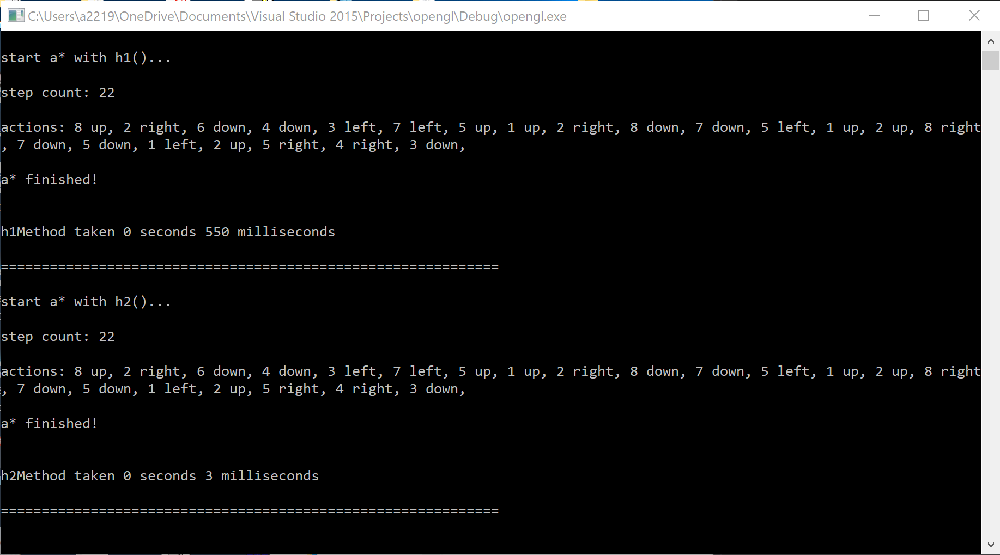 C:\Users\a2219\OneDrive\Documents\Visual Studio 2015\Projects\opengl\Debug\opengl.exe
start a* with h1()...
step count: 22
actions: 8 up, 2 right, 6 down, 4 down, 3 left, 7 left, 5 up, 1 up, 2 right, 8 down, 7 down, 5 left, 1 up, 2 up, 8 right
, 7 down, 5 down, 1 left, 2 up, 5 right, 4 right, 3 down,
a* finished!
h1Method taken 0 seconds 550 milliseconds
=============================================================
start a* with h2()...
step count: 22
actions: 8 up, 2 right, 6 down, 4 down, 3 left, 7 left, 5 up, 1 up, 2 right, 8 down, 7 down, 5 left, 1 up, 2 up, 8 right
, 7 down, 5 down, 1 left, 2 up, 5 right, 4 right, 3 down,
a* finished!
h2Method taken 0 seconds 3 milliseconds
=============================================================